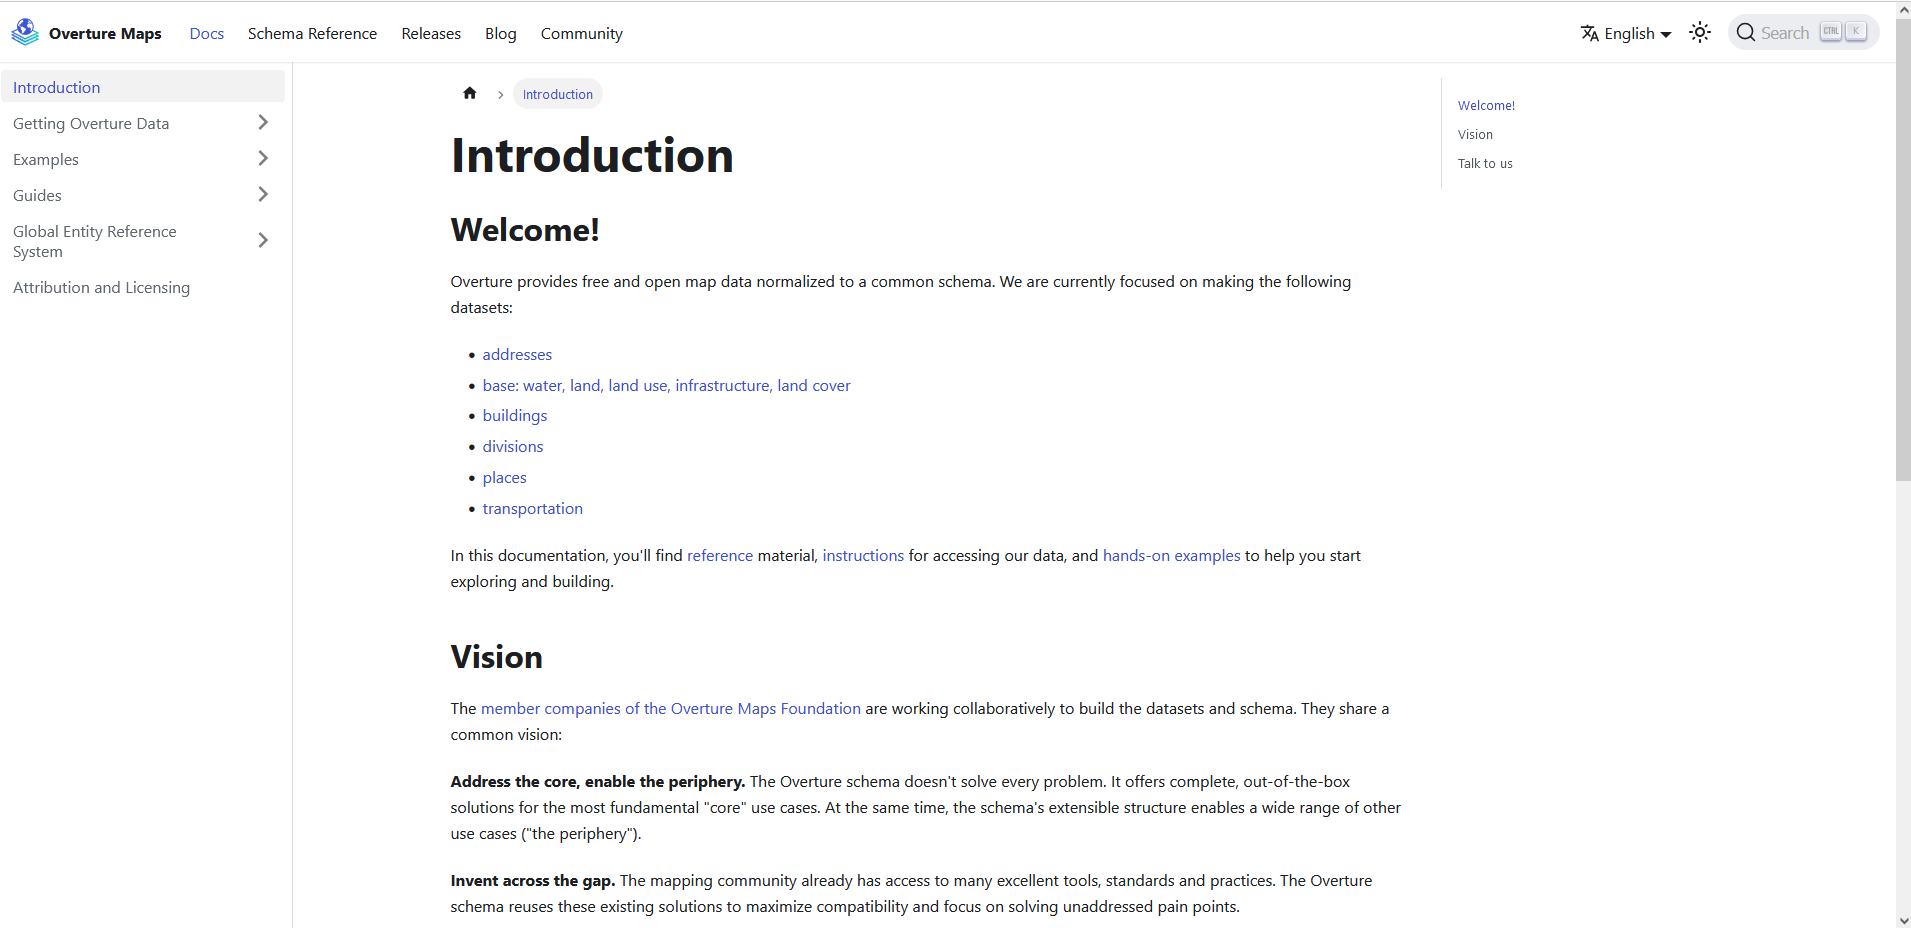 Overture Maps Docs Schema Reference Releases Blog Community English Search CTRL K
Introduction
Getting Overture Data
Examples
Guides
Global Entity Reference
System
Attribution and Licensing
Introduction
Introduction
Welcome!
Overture provides free and open map data normalized to a common schema. We are currently focused on making the following
datasets:
• addresses
• base: water, land, land use, infrastructure, land cover
• buildings
• divisions
• places
• transportation
In this documentation, you'll find reference material, instructions for accessing our data, and hands-on examples to help you start
exploring and building.
Vision
The member companies of the Overture Maps Foundation are working collaboratively to build the datasets and schema. They share a
common vision:
Address the core, enable the periphery. The Overture schema doesn't solve every problem. It offers complete, out-of-the-box
solutions for the most fundamental "core" use cases. At the same time, the schema's extensible structure enables a wide range of other
use cases ("the periphery").
Invent across the gap. The mapping community already has access to many excellent tools, standards and practices. The Overture
schema reuses these existing solutions to maximize compatibility and focus on solving unaddressed pain points.
Welcome!
Vision
Talk to us